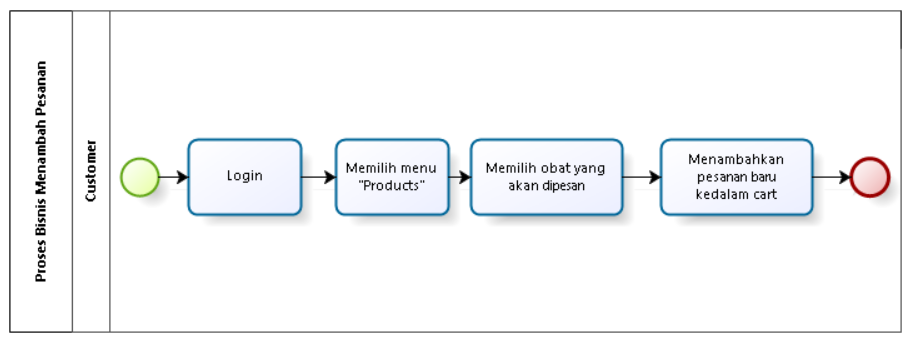 Proses Bisnis Menambah Pesanan
Customer
Login
Memilih menu
"Products"
Memilih obat yang
akan dipesan
Menambahkan
pesanan baru
kedalam cart